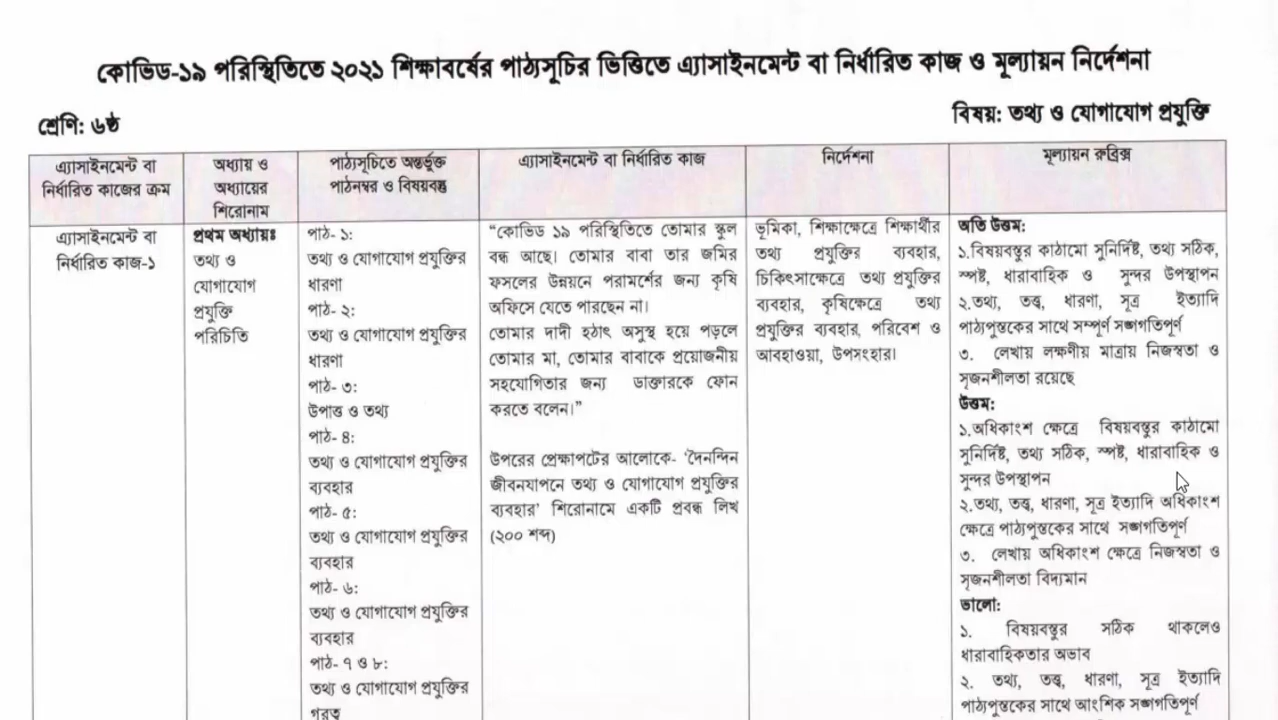 কোভিড-১৯ পরিস্থিতিতে ২০২১ শিক্ষাবর্ষের পাঠ্যসূচির ভিত্তিতে এ্যাসাইনমেন্ট বা নির্ধারিত কাজ ও মূল্যায়ন নির্দেশনা
শ্রেণি: ৬ষ্ঠ
বিষয়: তথ্য ও যোগাযোগ প্রযুক্তি
এ্যাসাইনমেন্ট বা
নির্ধারিত কাজের ক্রম
অধ্যায় ও
অধ্যায়ের
শিরোনাম
পাঠ্যসূচিতে অন্তর্ভূক্ত
পাঠনম্বর ও বিষয়বস্তু
এ্যাসাইনমেন্ট বা নির্ধারিত কাজ
নির্দেশনা
মূল্যায়ন রুব্রিক্স
এ্যাসাইনমেন্ট বা
নির্ধারিত কাজ-১
প্রথম অধ্যায়ঃ
তথ্য ও
যোগাযোগ
প্রযুক্তি
পরিচিতি
পাঠ- ১:
তথ্য ও যোগাযোগ প্রযুক্তির
ধারণা
পাঠ- ২:
তথ্য ও যোগাযোগ প্রযুক্তির
ধারণা
পাঠ- ৩:
উপাত্ত ও তথ্য
পাঠ- ৪:
তথ্য ও যোগাযোগ প্রযুক্তির
ব্যবহার
পাঠ- ৫:
তথ্য ও যোগাযোগ প্রযুক্তির
ব্যবহার
পাঠ- ৬:
তথ্য ও যোগাযোগ প্রযুক্তির
ব্যবহার
পাঠ- ৭ ও ৮:
তথ্য ও যোগাযোগ প্রযুক্তির
“কোভিড ১৯ পরিস্থিতিতে তোমার স্কুল
বন্ধ আছে। তোমার বাবা তার জমির
ফসলের উন্নয়নে পরামর্শের জন্য কৃষি
অফিসে যেতে পারছেন না।
তোমার দাদী হঠাৎ অসুস্থ হয়ে পড়লে
তোমার মা, তোমার বাবাকে প্রয়োজনীয়
সহযোগিতার জন্য ডাক্তারকে ফোন
করতে বলেন।”
উপরের প্রেক্ষাপটের আলোকে- ‘দৈনন্দিন
জীবনযাপনে তথ্য ও যোগাযোগ প্রযুক্তির
ব্যবহার’ শিরোনামে একটি প্রবন্ধ লিখ
(২০০ শব্দ)
ভূমিকা, শিক্ষাক্ষেত্রে শিক্ষার্থীর
তথ্য প্রযুক্তির ব্যবহার,
চিকিৎসাক্ষেত্রে তথ্য প্রযুক্তির
ব্যবহার, কৃষিক্ষেত্রে তথ্য
প্রযুক্তির ব্যবহার, পরিবেশ ও
আবহাওয়া, উপসংহার।
অতি উত্তম:
১.বিষয়বস্তুর কাঠামো সুনির্দিষ্ট, তথ্য সঠিক,
স্পষ্ট, ধারাবাহিক ও সুন্দর উপস্থাপন
২.তথ্য, তত্ত্ব, ধারণা, সূত্র ইত্যাদি
পাঠ্যপুস্তকের সাথে সম্পূর্ণ সঙ্গতিপূর্ণ
৩. লেখায় লক্ষণীয় মাত্রায় নিজস্বতা ও
সৃজনশীলতা রয়েছে
উত্তম:
১.অধিকাংশ ক্ষেত্রে বিষয়বস্তুর কাঠামো
সুনির্দিষ্ট, তথ্য সঠিক, স্পষ্ট, ধারাবাহিক ও
সুন্দর উপস্থাপন
২.তথ্য, তত্ত্ব, ধারণা, সূত্র ইত্যাদি অধিকাংশ
ক্ষেত্রে পাঠ্যপুস্তকের সাথে সঙ্গতিপূর্ণ
৩. লেখায় অধিকাংশ ক্ষেত্রে নিজস্বতা ও
সৃজনশীলতা বিদ্যমান
ভালো:
১. বিষয়বস্তুর সঠিক থাকলেও
ধারাবাহিকতার অভাব
২. তথ্য, তত্ত্ব, ধারণা, সূত্র ইত্যাদি
পাঠ্যপুস্তকের সাথে আংশিক সঙ্গতিপূর্ণ